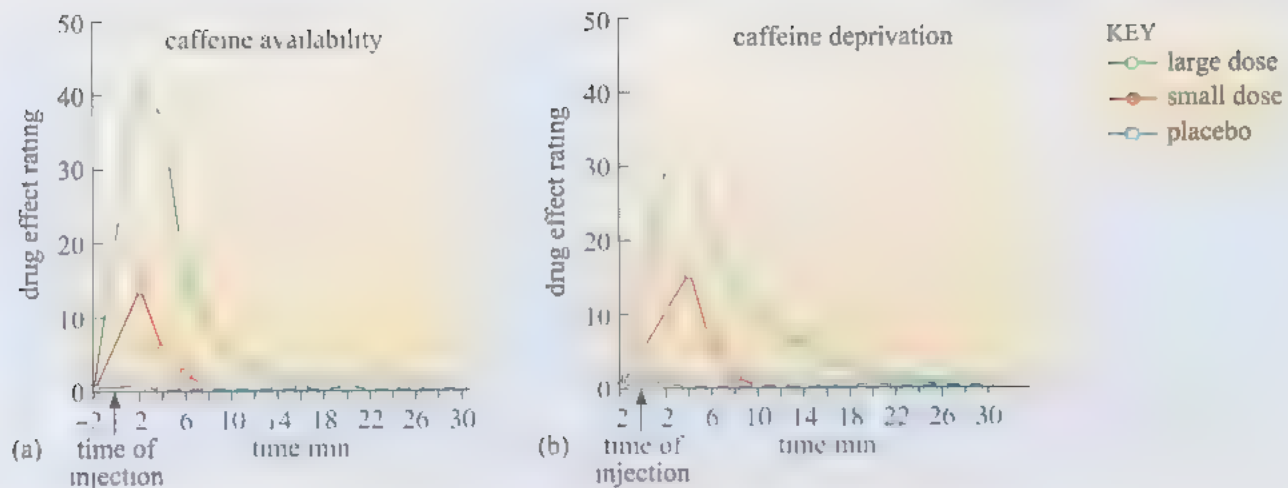 50
40
30
20
10
0
drug effect rating
caffeine availability
-2 2 6 10 14 18 22 26 30
(a) time of injection
time min
50
40
30
20
10
0
drug effect rating
caffeine deprivation
2 2 6 10 14 18 22 26 30
(b) time of injection
time min
KEY
large dose
small dose
placebo